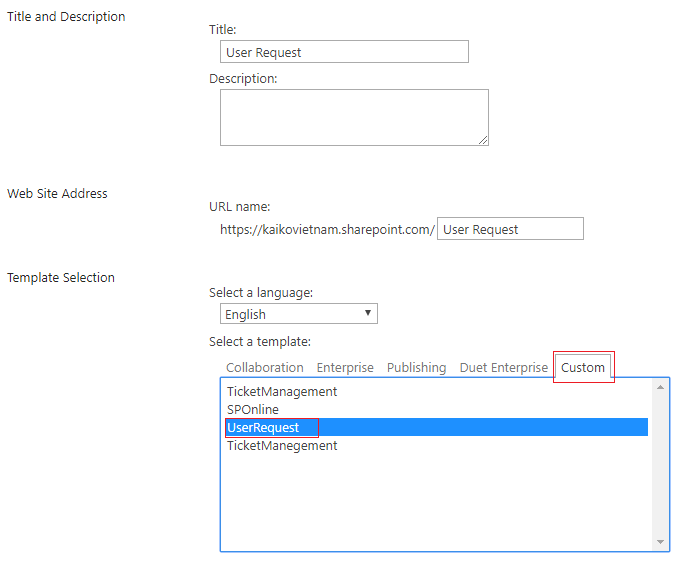 Title and Description
Title:
User Request
Description:
Web Site Address
URL name:
https://kaikovietnam.sharepoint.com/ User Request
Template Selection
Select a language:
English
Select a template:
Collaboration Enterprise Publishing Duet Enterprise Custom
TicketManagement
SPOnline
UserRequest
TicketManegement